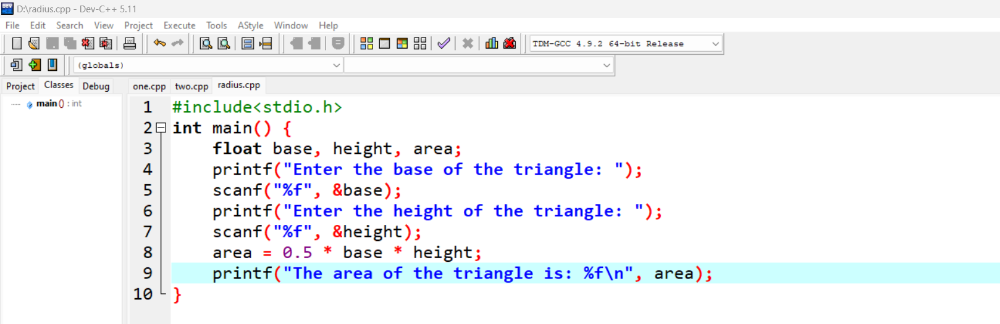 D:\radius.cpp - Dev-C++ 5.11
File Edit Search View Project Execute Tools AStyle Window Help
TDM-GCC 4.9.2 64-bit Release
(globals)
Project Classes Debug one.cpp two.cpp radius.cpp
main () : int
1 #include<stdio.h>
2 int main() {
3     float base, height, area;
4     printf("Enter the base of the triangle: ");
5     scanf("%f", &base);
6     printf("Enter the height of the triangle: ");
7     scanf("%f", &height);
8     area = 0.5 * base * height;
9     printf("The area of the triangle is: %f\n", area);
10 }